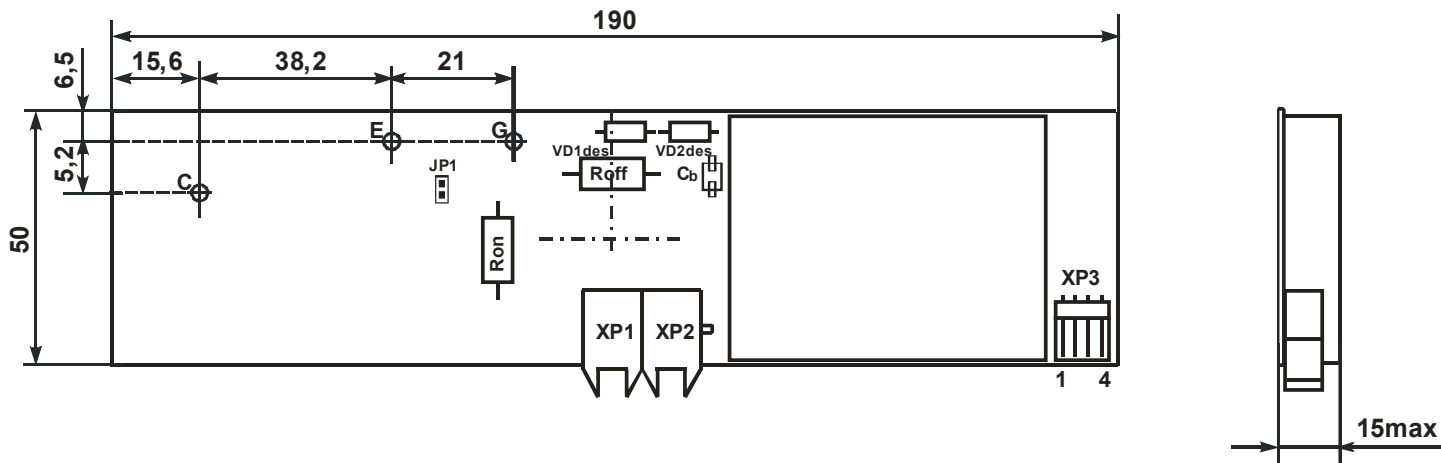 190
15,6 38,2 21
6,5
E G
VD1des VD2des
5,2
JP1
C
Roff
Cb
50
Ron
XP3
XP1 XP2
1 4
15max